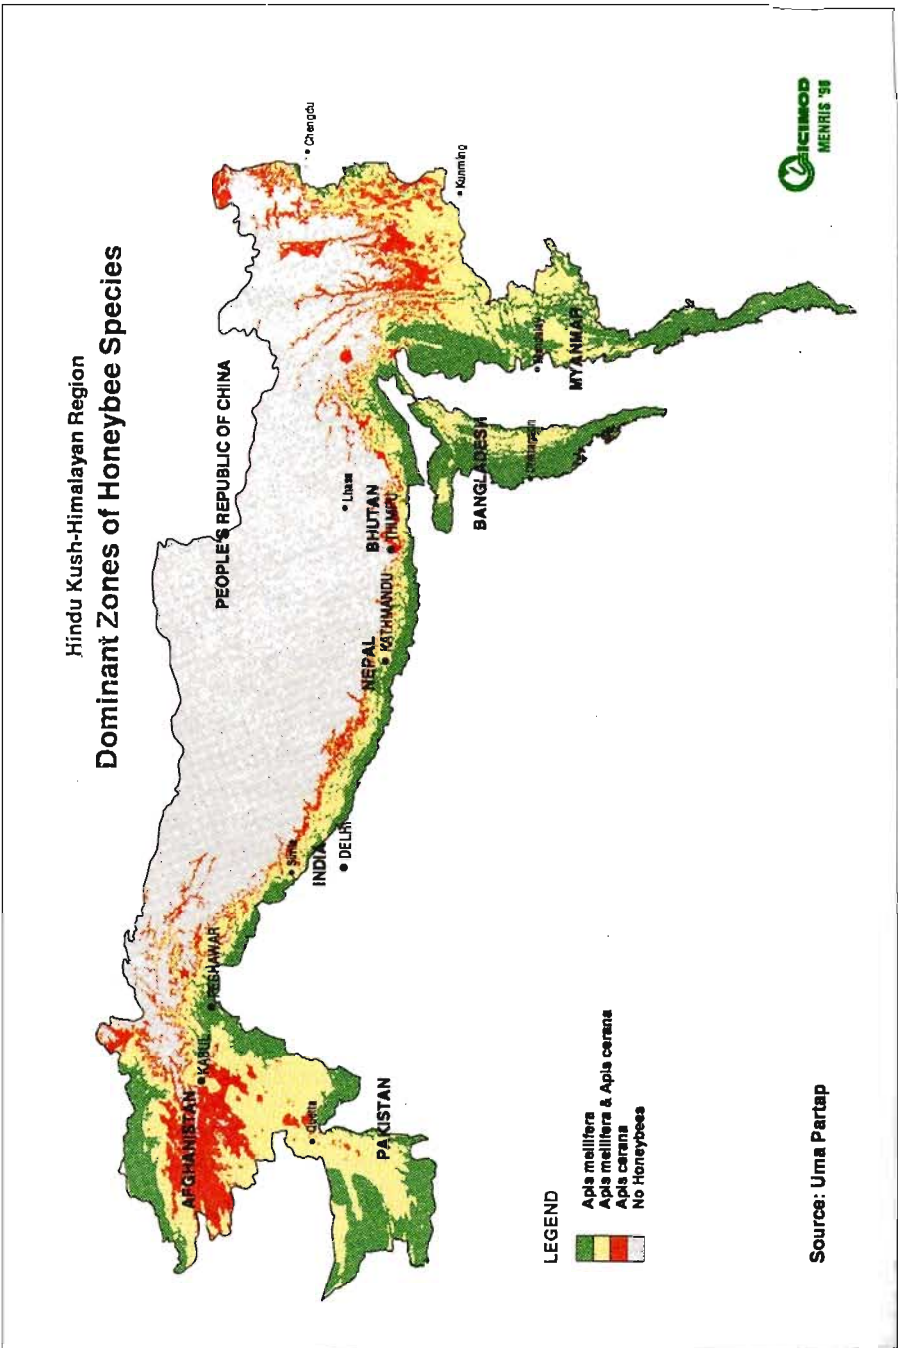 Hindu Kush-Himalayan Region
Dominant Zones of Honeybee Species
PEOPLE'S REPUBLIC OF CHINA
Chengdu
Kunming
Lhasa
BHUTAN
THIMPU
NEPAL
KATHMANDU
BANGLADESH
MYANMAR
INDIA
DELHI
Simla
PESHAWAR
KABUL
AFGHANISTAN
Quetta
PAKISTAN
LEGEND
Apis mellifera
Apis mellifera & Apis cerana
Apis cerana
No Honeybees
Source: Uma Partap
ICIMOD
MENRIS '98